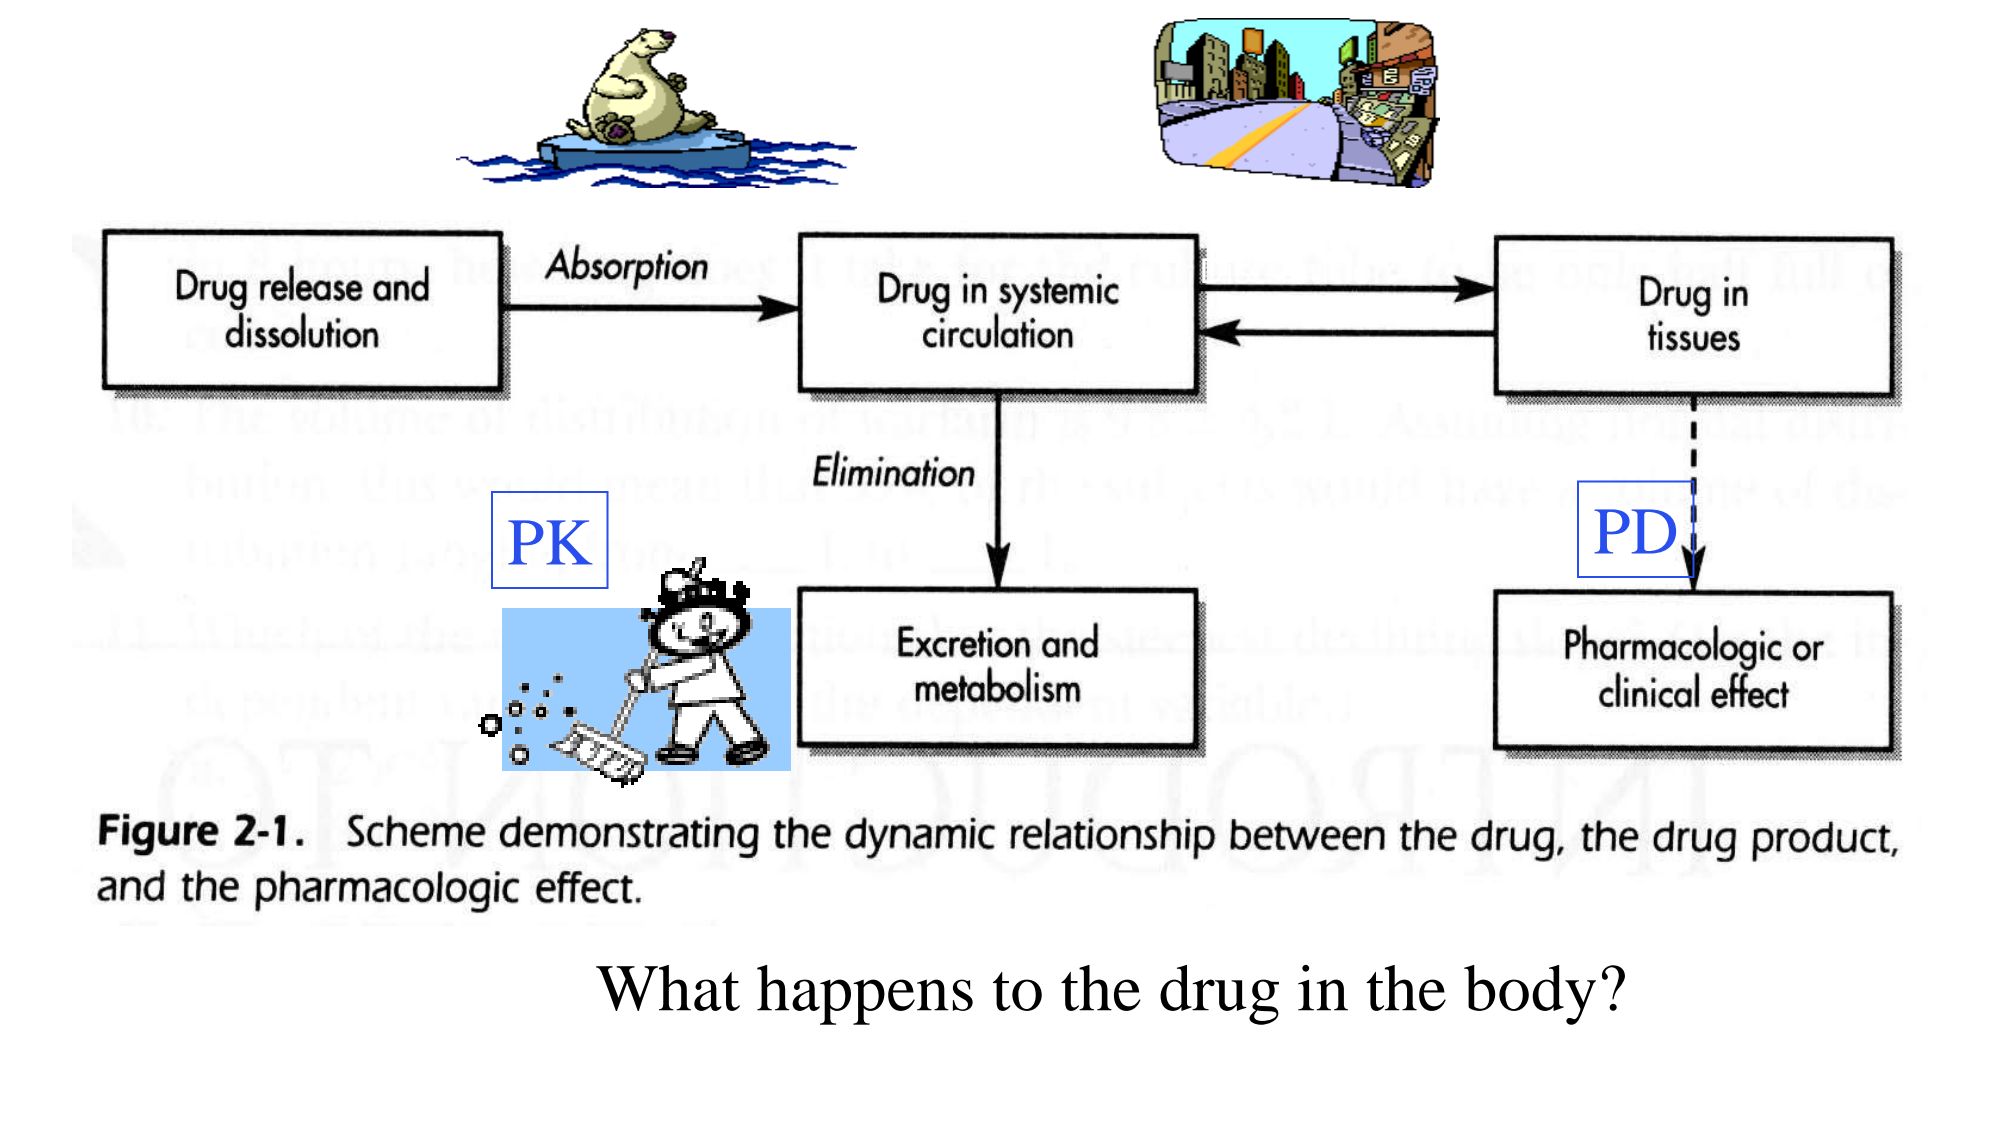 Drug release and
dissolution
Absorption
Drug in systemic
circulation
Drug in
tissues
Elimination
PK
PD
Excretion and
metabolism
Pharmacologic or
clinical effect
Figure 2-1. Scheme demonstrating the dynamic relationship between the drug, the drug product,
and the pharmacologic effect.
What happens to the drug in the body?